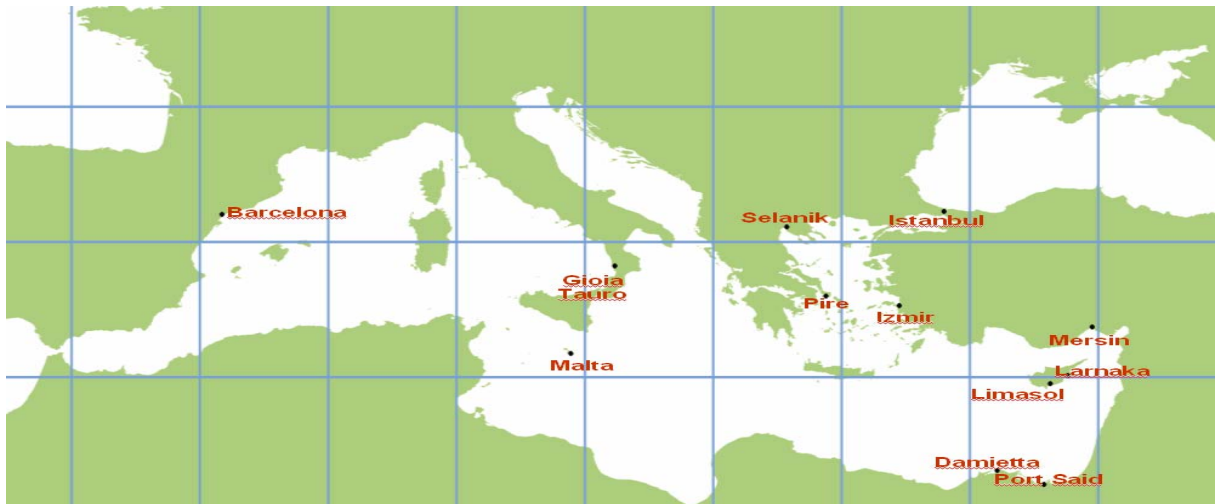 Barcelona
Selanik
Istanbul
Gioia
Tauro
Pire
Izmir
Mersin
Malta
Larnaka
Limasol
Damietta
Port Said